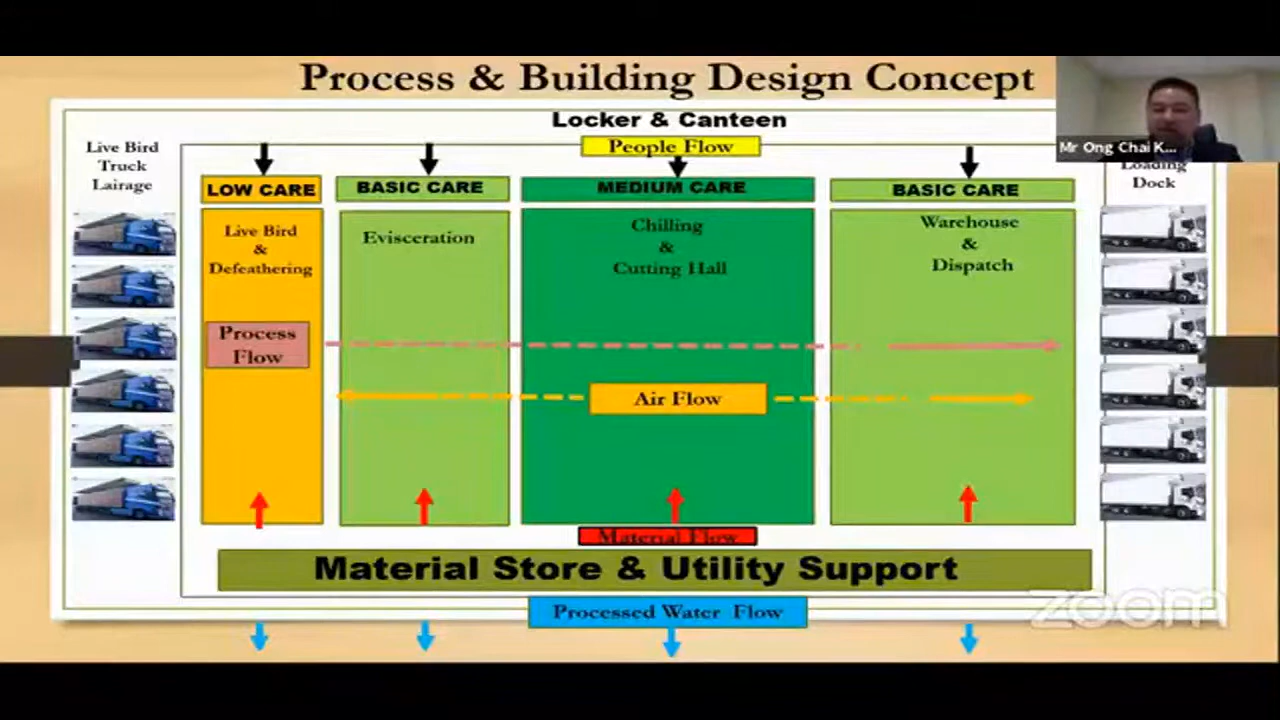 Process & Building Design Concept
Locker & Canteen
People Flow
Mr Ong Chai K...
Live Bird
Truck
Lairage
Loading
Dock
LOW CARE
BASIC CARE
MEDIUM CARE
BASIC CARE
Live Bird
&
Defeathering
Evisceration
Chilling
&
Cutting Hall
Warehouse
&
Dispatch
Process
Flow
Air Flow
Material Flow
Material Store & Utility Support
Processed Water Flow
zoom